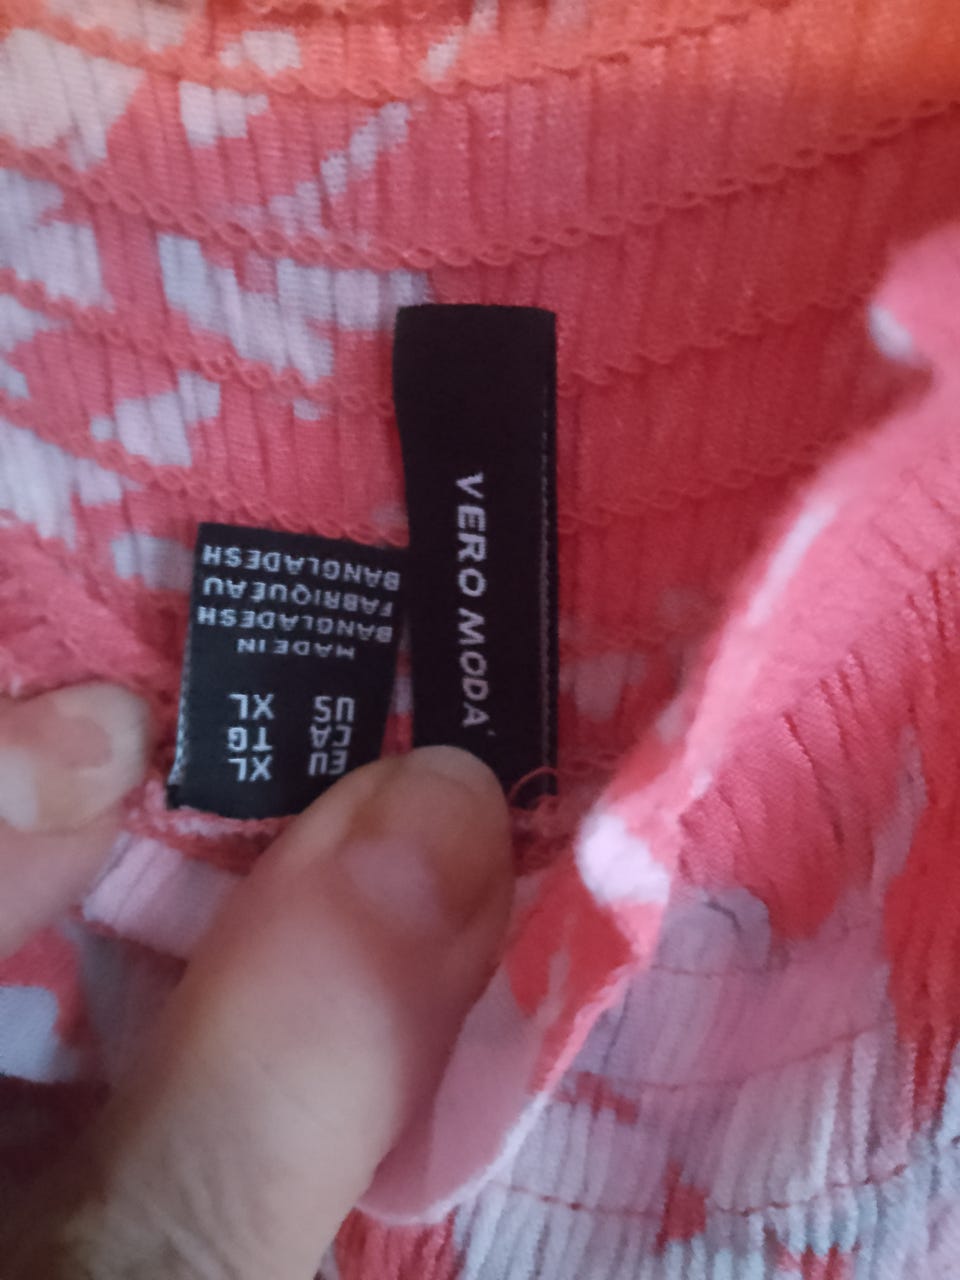 VERO MODA
EU XL
CA TG
US XL
MADE IN
BANGLADESH
FABRIQUÉ AU
BANGLADESH